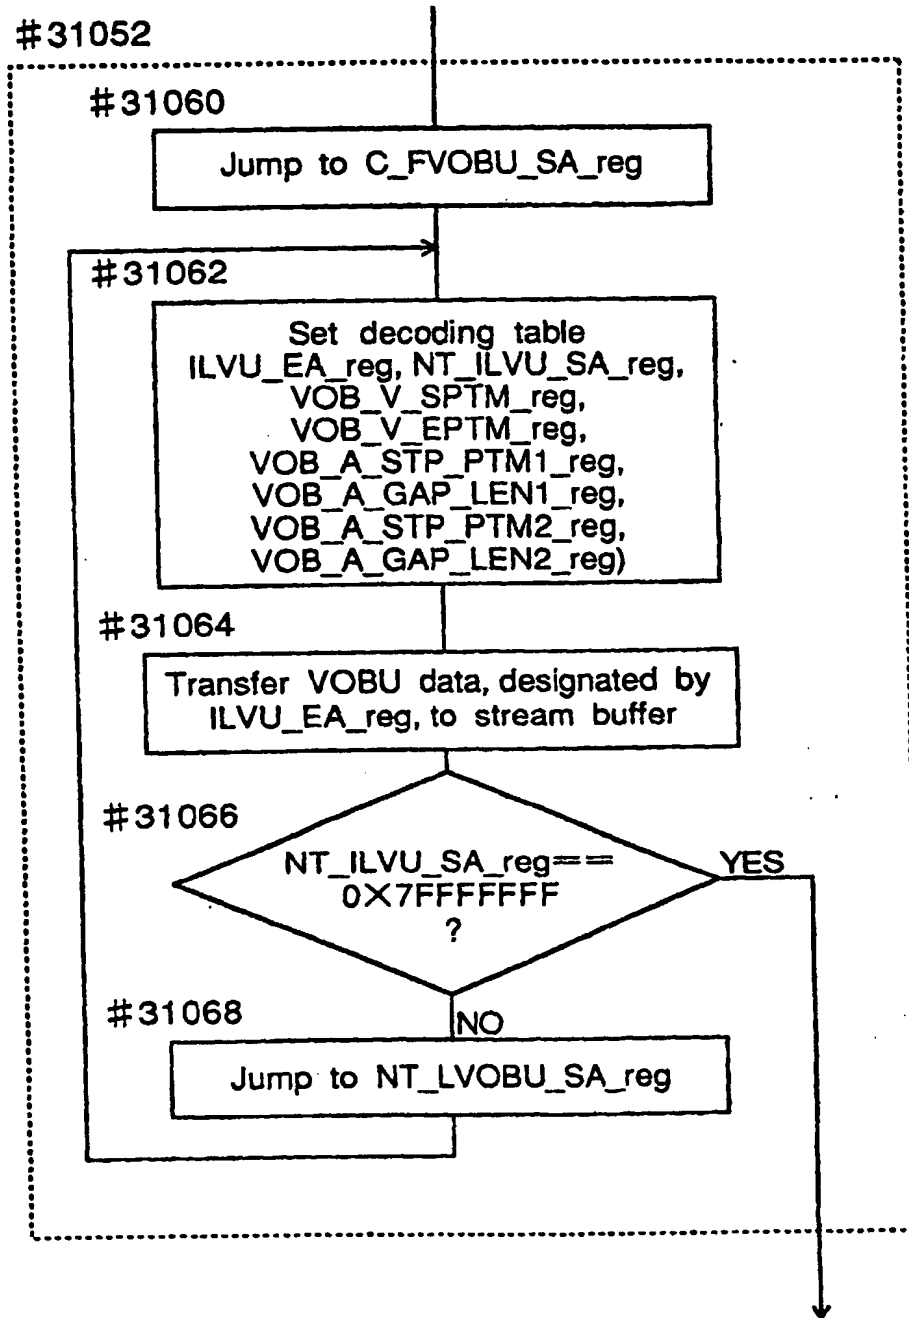 #31052
#31060
Jump to C_FVOBU_SA_reg
#31062
Set decoding table
ILVU_EA_reg, NT_ILVU_SA_reg,
VOB_V_SPTM_reg,
VOB_V_EPTM_reg,
VOB_A_STP_PTM1_reg,
VOB_A_GAP_LEN1_reg,
VOB_A_STP_PTM2_reg,
VOB_A_GAP_LEN2_reg)
#31064
Transfer VOBU data, designated by
ILVU_EA_reg, to stream buffer
#31066
NT_ILVU_SA_reg==
0X7FFFFFFF
?
YES
#31068
NO
Jump to NT_LVOBU_SA_reg